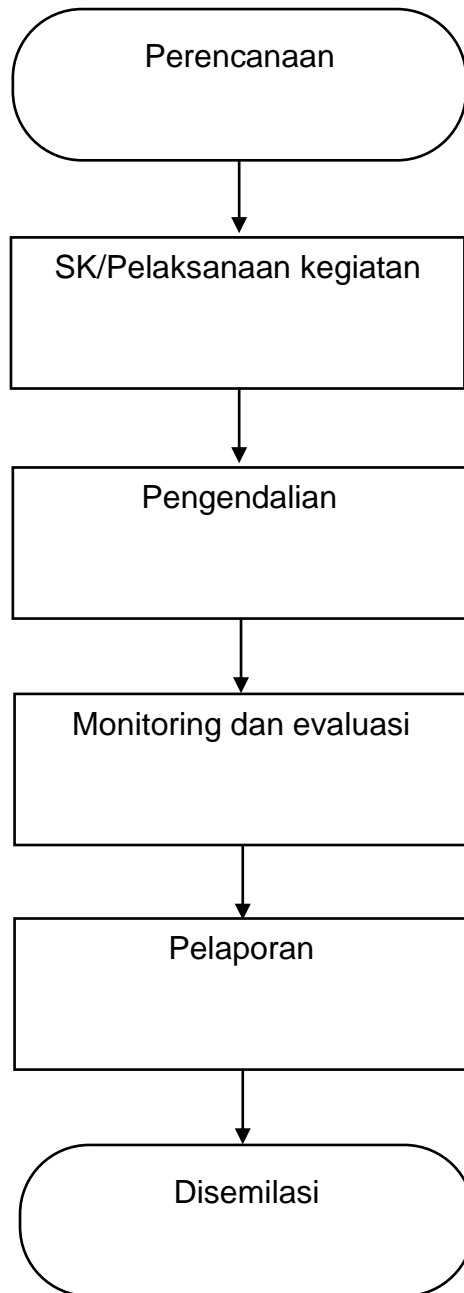 Perencanaan
SK/Pelaksanaan kegiatan
Pengendalian
Monitoring dan evaluasi
Pelaporan
Disemilasi